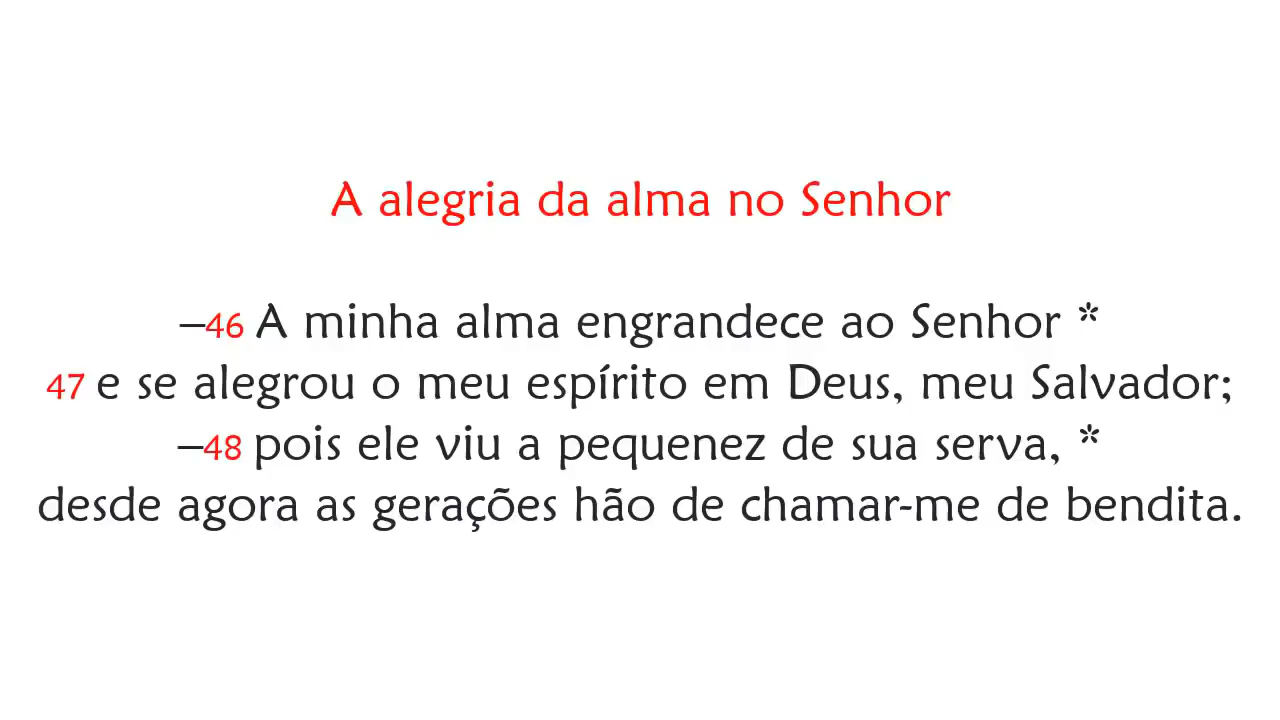 A alegria da alma no Senhor
–46 A minha alma engrandece ao Senhor *
47 e se alegrou o meu espírito em Deus, meu Salvador;
–48 pois ele viu a pequenez de sua serva, *
desde agora as gerações hão de chamar-me de bendita.